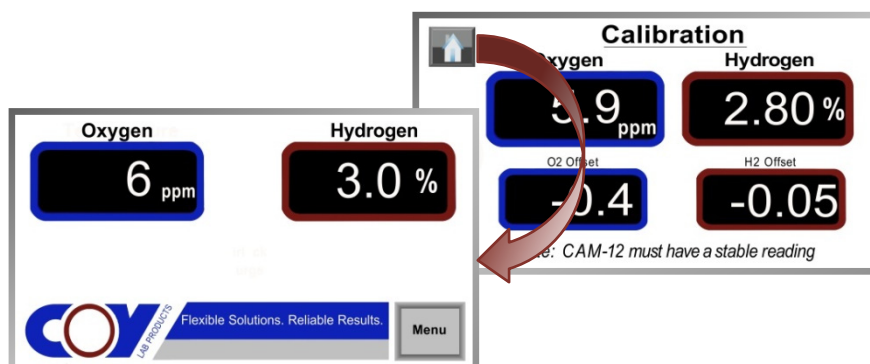 Calibration
Oxygen Hydrogen
5.9 ppm 2.80 %
O2 Offset H2 Offset
-0.4 -0.05
CAM-12 must have a stable reading
Oxygen Hydrogen
6 ppm 3.0 %
COY
LAB PRODUCTS
Flexible Solutions. Reliable Results.
Menu